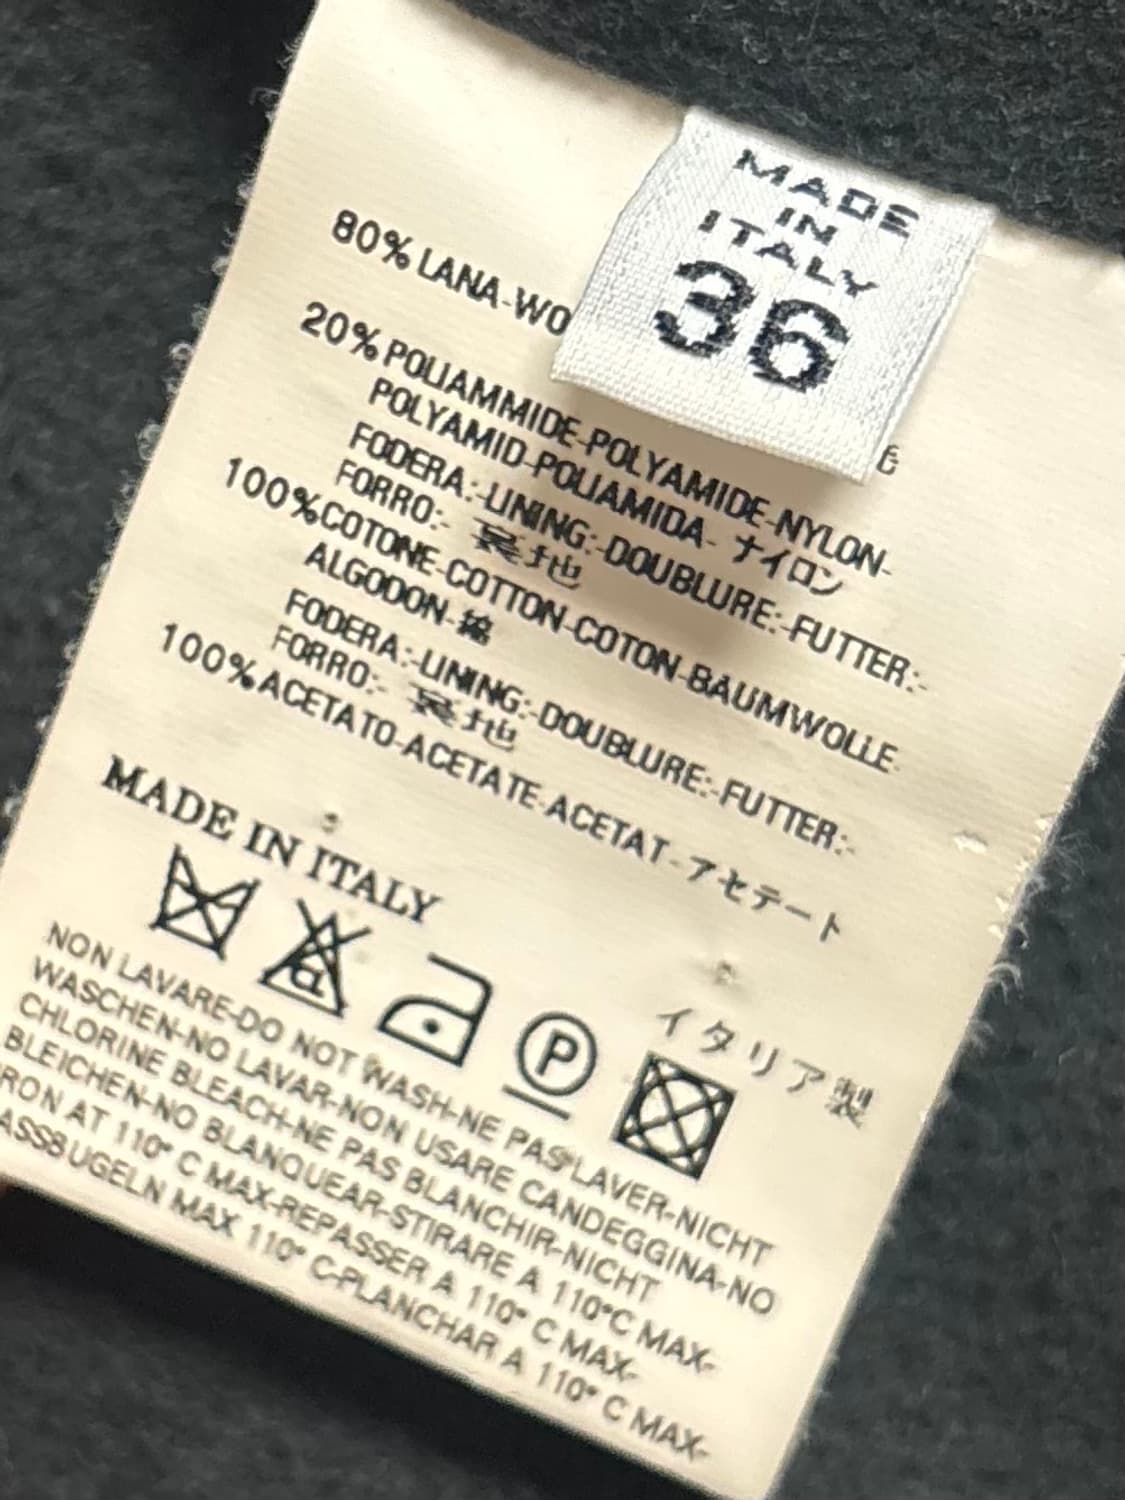 MADE
IN
ITALY
36
80% LANA-WO
20% POLIAMMIDE-POLYAMIDE-NYLON-
POLYAMID-POLIAMIDA- ナイロン
FODERA:-LINING:-DOUBLURE:-FUTTER:-
FORRO:- 裏地
100%COTONE-COTTON-COTON-BAUMWOLLE-
ALGODON-綿
FODERA:-LINING:-DOUBLURE:-FUTTER:-
FORRO:- 裏地
100%ACETATO-ACETATE-ACETAT-アセテート
MADE IN ITALY
イタリア製
P
NON LAVARE-DO NOT WASH-NE PAS LAVER-NICHT
WASCHEN-NO LAVAR-NON USARE CANDEGGINA-NO
CHLORINE BLEACH-NE PAS BLANCHIR-NICHT
BLEICHEN-NO BLANQUEAR-STIRARE A 110°C MAX-
RON AT 110° C MAX-REPASSER A 110° C MAX-
ASSBUGELN MAX 110° C-PLANCHAR A 110° C MAX-